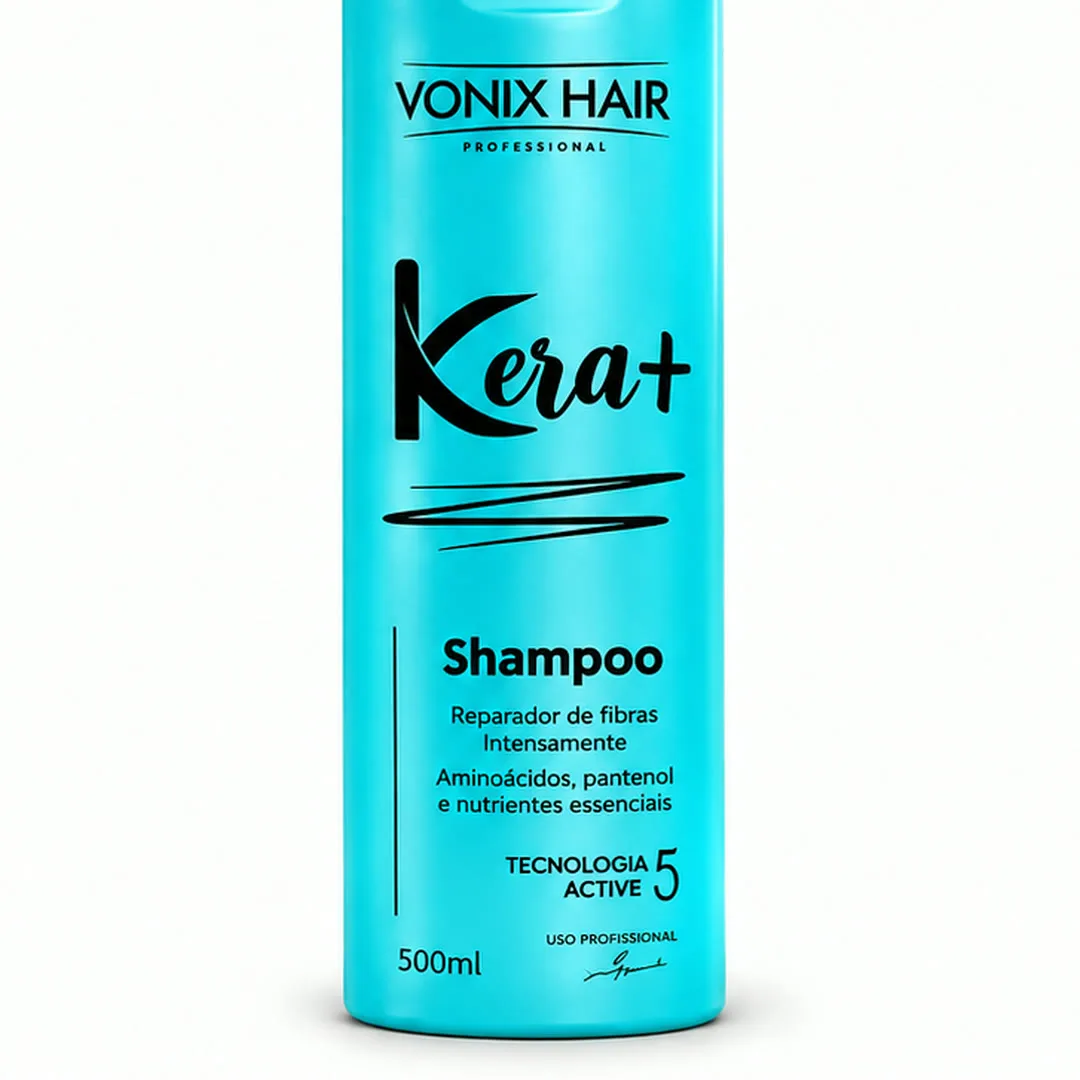 VONIX HAIR
PROFESSIONAL
Kera+
Shampoo
Reparador de fibras
Intensamente
Aminoácidos, pantenol
e nutrientes essenciais
TECNOLOGIA 5
ACTIVE
USO PROFISSIONAL
500ml